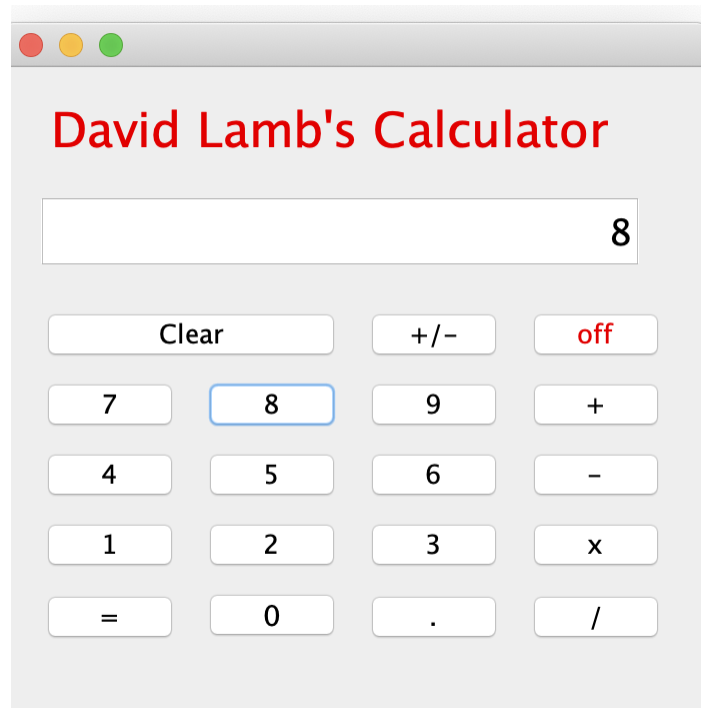 David Lamb's Calculator
8
Clear +/- off
7 8 9 +
4 5 6 -
1 2 3 x
= 0 . /